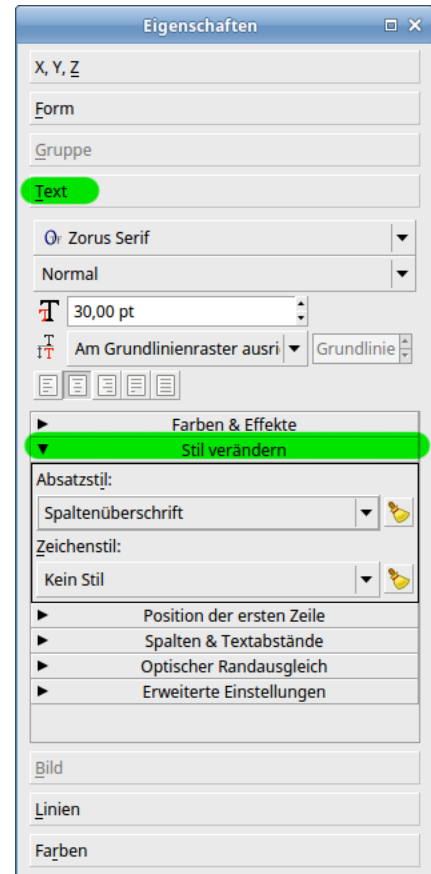 Eigenschaften
X, Y, Z
Form
Gruppe
Text
Zorus Serif
Normal
30,00 pt
Am Grundlinienraster ausri Grundlinie
Farben & Effekte
Stil verändern
Absatzstil:
Spaltenüberschrift
Zeichenstil:
Kein Stil
Position der ersten Zeile
Spalten & Textabstände
Optischer Randausgleich
Erweiterte Einstellungen
Bild
Linien
Farben